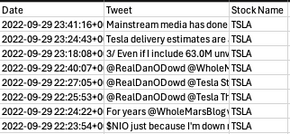 Date Tweet Stock Name
2022-09-29 23:41:16+0 Mainstream media has done TSLA
2022-09-29 23:24:43+0 Tesla delivery estimates are TSLA
2022-09-29 23:18:08+0 3/ Even if I include 63.0M unv TSLA
2022-09-29 22:40:07+0 @RealDanODowd @WholeM TSLA
2022-09-29 22:27:05+0 @RealDanODowd @Tesla St TSLA
2022-09-29 22:25:53+0 @RealDanODowd @Tesla Th TSLA
2022-09-29 22:24:22+0 For years @WholeMarsBlog TSLA
2022-09-29 22:23:54+0 $NIO just because I'm down TSLA